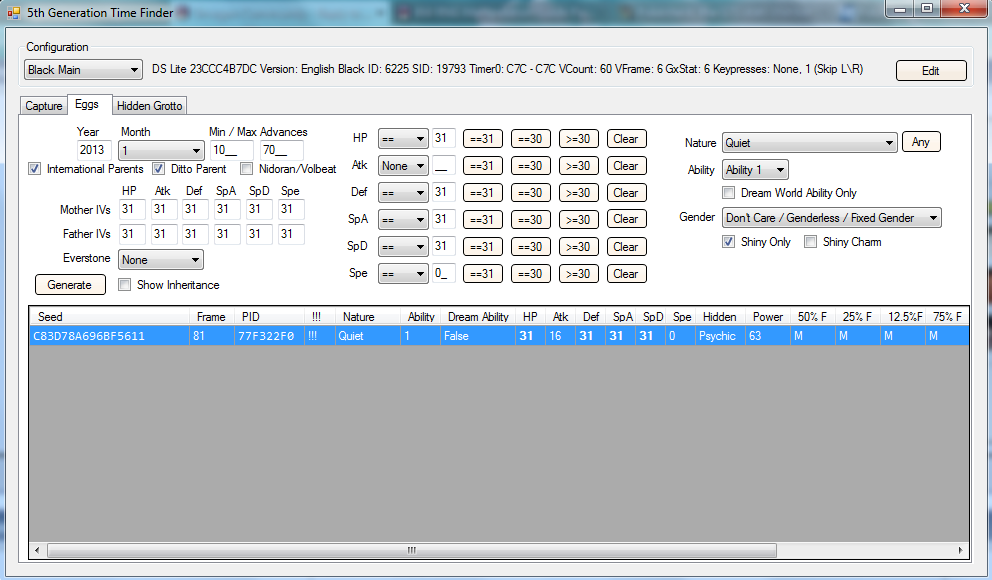 5th Generation Time Finder
Configuration
Black Main DS Lite 23CCC4B7DC Version: English Black ID: 6225 SID: 19793 Timer0: C7C - C7C VCount: 60 VFrame: 6 GxStat: 6 Keypresses: None, 1 (Skip L\R) Edit
Capture Eggs Hidden Grotto
Year Month Min / Max Advances
2013 1 10__ 70__
International Parents Ditto Parent Nidoran/Volbeat
HP Atk Def SpA SpD Spe
Mother IVs 31 31 31 31 31 31
Father IVs 31 31 31 31 31 31
Everstone None
Generate Show Inheritance
HP == 31 ==31 ==30 >=30 Clear
Atk None __ ==31 ==30 >=30 Clear
Def == 31 ==31 ==30 >=30 Clear
SpA == 31 ==31 ==30 >=30 Clear
SpD == 31 ==31 ==30 >=30 Clear
Spe == 0_ ==31 ==30 >=30 Clear
Nature Quiet Any
Ability Ability 1
Dream World Ability Only
Gender Don't Care / Genderless / Fixed Gender
Shiny Only Shiny Charm
Seed Frame PID !!! Nature Ability Dream Ability HP Atk Def SpA SpD Spe Hidden Power 50% F 25% F 12.5%F 75% F
C83D78A696BF5611 81 77F322F0 !!! Quiet 1 False 31 16 31 31 31 0 Psychic 63 M M M M